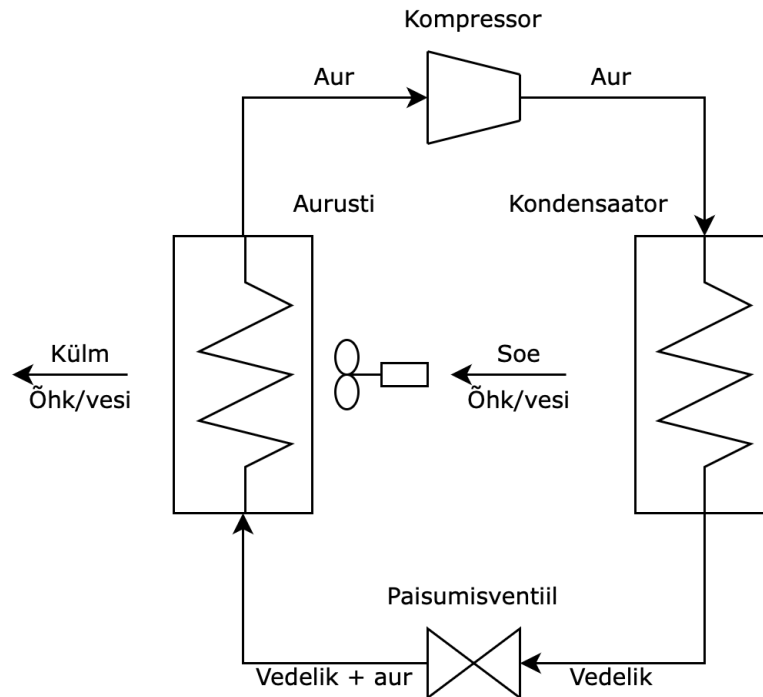 Kompressor
Aur
Aur
Aurusti
Kondensaator
Külm
Õhk/vesi
Soe
Õhk/vesi
Paisumisventiil
Vedelik + aur
Vedelik